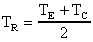 T_R = (T_E + T_C) / 2